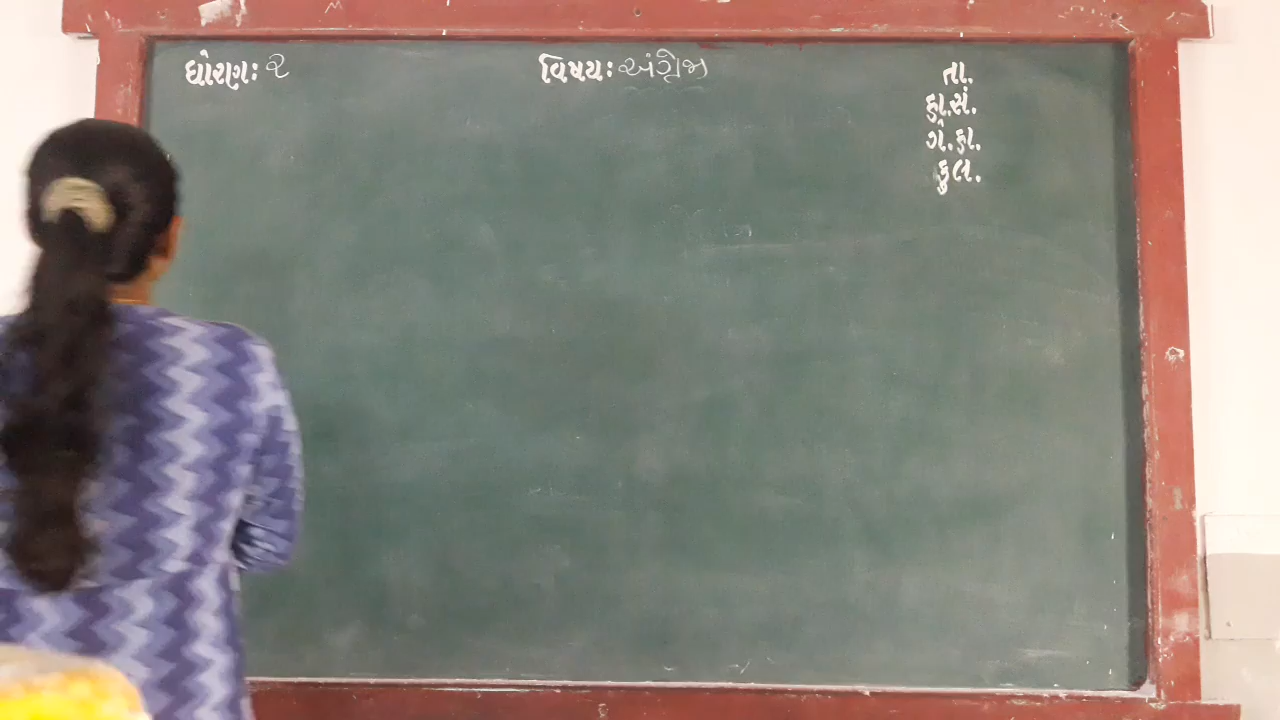 ધોરણ: ૨
વિષય: અંગ્રેજી
તા.
હા.સં.
ગે.હા.
કુલ.